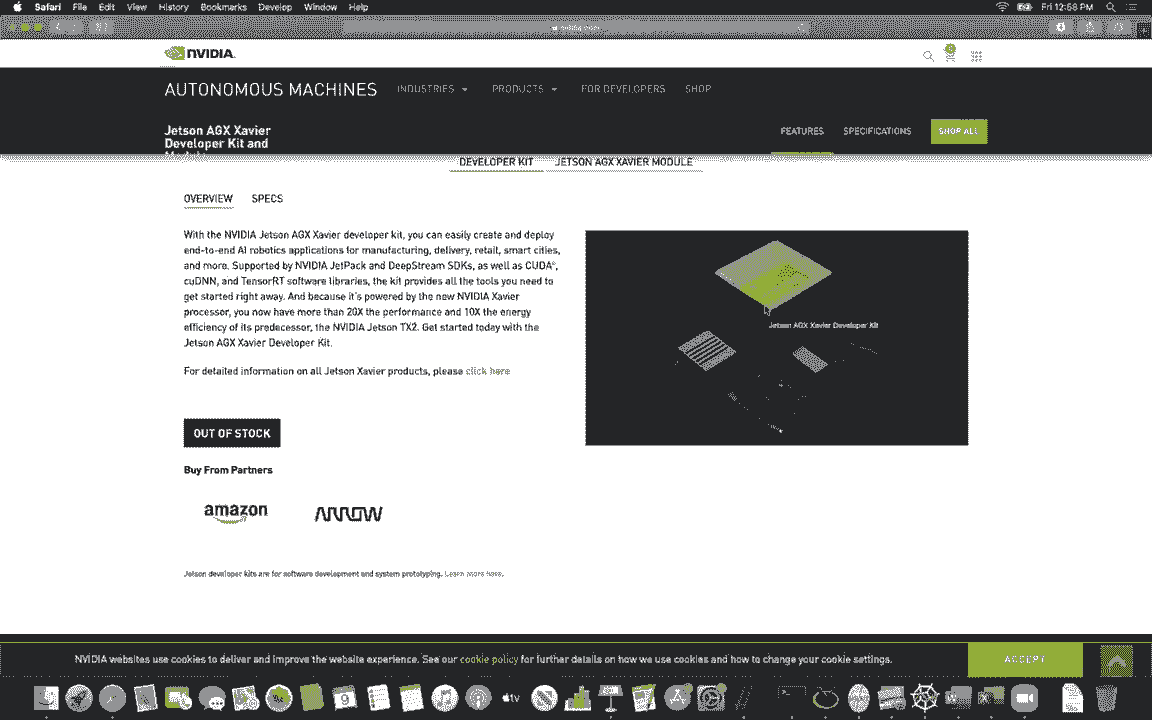 Safari File Edit View History Bookmarks Develop Window Help
Fri 12:58 PM
NVIDIA.
AUTONOMOUS MACHINES
INDUSTRIES PRODUCTS FOR DEVELOPERS SHOP
Jetson AGX Xavier
Developer Kit and
FEATURES SPECIFICATIONS SHOP ALL
DEVELOPER KIT JETSON AGX XAVIER MODULE
OVERVIEW SPECS
With the NVIDIA Jetson AGX Xavier developer kit, you can easily create and deploy
end-to-end AI robotics applications for manufacturing, delivery, retail, smart cities,
and more. Supported by NVIDIA JetPack and DeepStream SDKs, as well as CUDA®,
cuDNN, and TensorRT software libraries, the kit provides all the tools you need to
get started right away. And because it's powered by the new NVIDIA Xavier
processor, you now have more than 20X the performance and 10X the energy
efficiency of its predecessor, the NVIDIA Jetson TX2. Get started today with the
Jetson AGX Xavier Developer Kit.
For detailed information on all Jetson Xavier products, please click here
Jetson AGX Xavier Developer Kit
OUT OF STOCK
Buy From Partners
amazon ARROW
Jetson developer kits are for software development and system prototyping. Learn more here.
NVIDIA websites use cookies to deliver and improve the website experience. See our cookie policy for further details on how we use cookies and how to change your cookie settings.
ACCEPT
9
tv